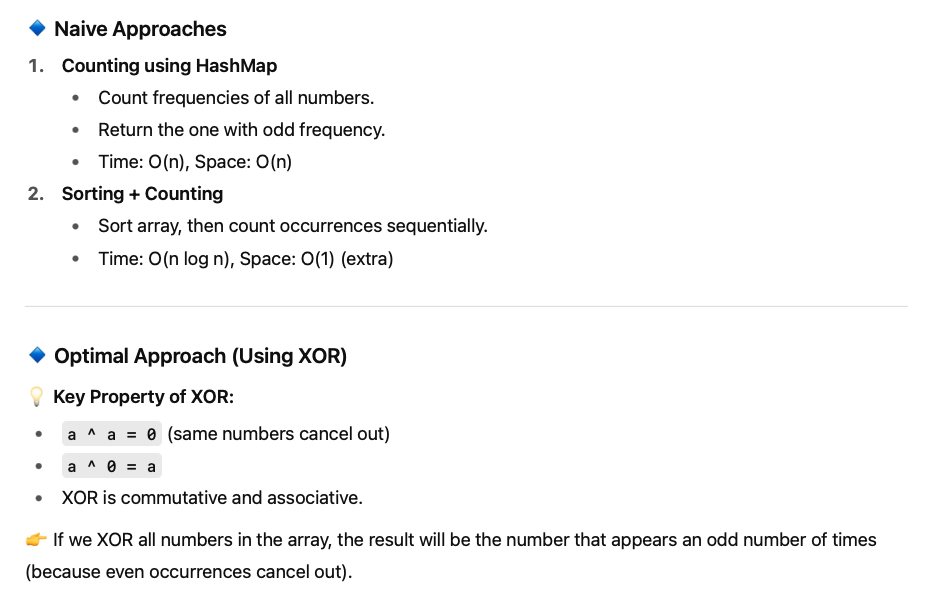 🔷 Naive Approaches
1. Counting using HashMap
• Count frequencies of all numbers.
• Return the one with odd frequency.
• Time: O(n), Space: O(n)
2. Sorting + Counting
• Sort array, then count occurrences sequentially.
• Time: O(n log n), Space: O(1) (extra)
🔷 Optimal Approach (Using XOR)
💡 Key Property of XOR:
• a ^ a = 0 (same numbers cancel out)
• a ^ 0 = a
• XOR is commutative and associative.
👉 If we XOR all numbers in the array, the result will be the number that appears an odd number of times
(because even occurrences cancel out).